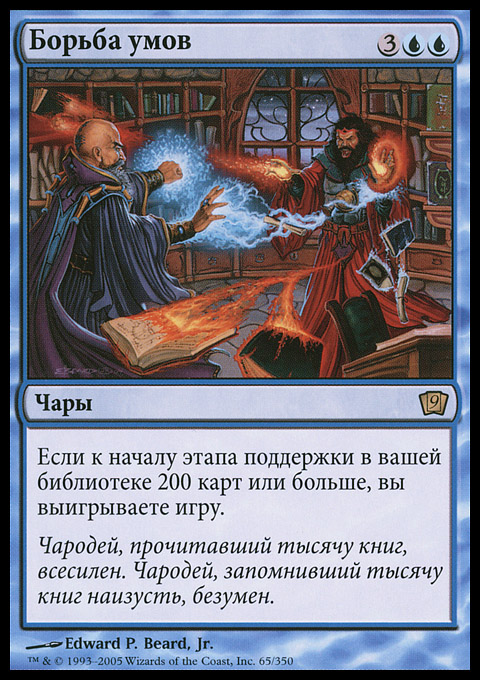 Борьба умов 3
Чары 9
Если к началу этапа поддержки в вашей
библиотеке 200 карт или больше, вы
выигрываете игру.
Чародей, прочитавший тысячу книг,
всесилен. Чародей, запомнивший тысячу
книг наизусть, безумен.
Edward P. Beard, Jr.
™ & © 1993–2005 Wizards of the Coast, Inc. 65/350